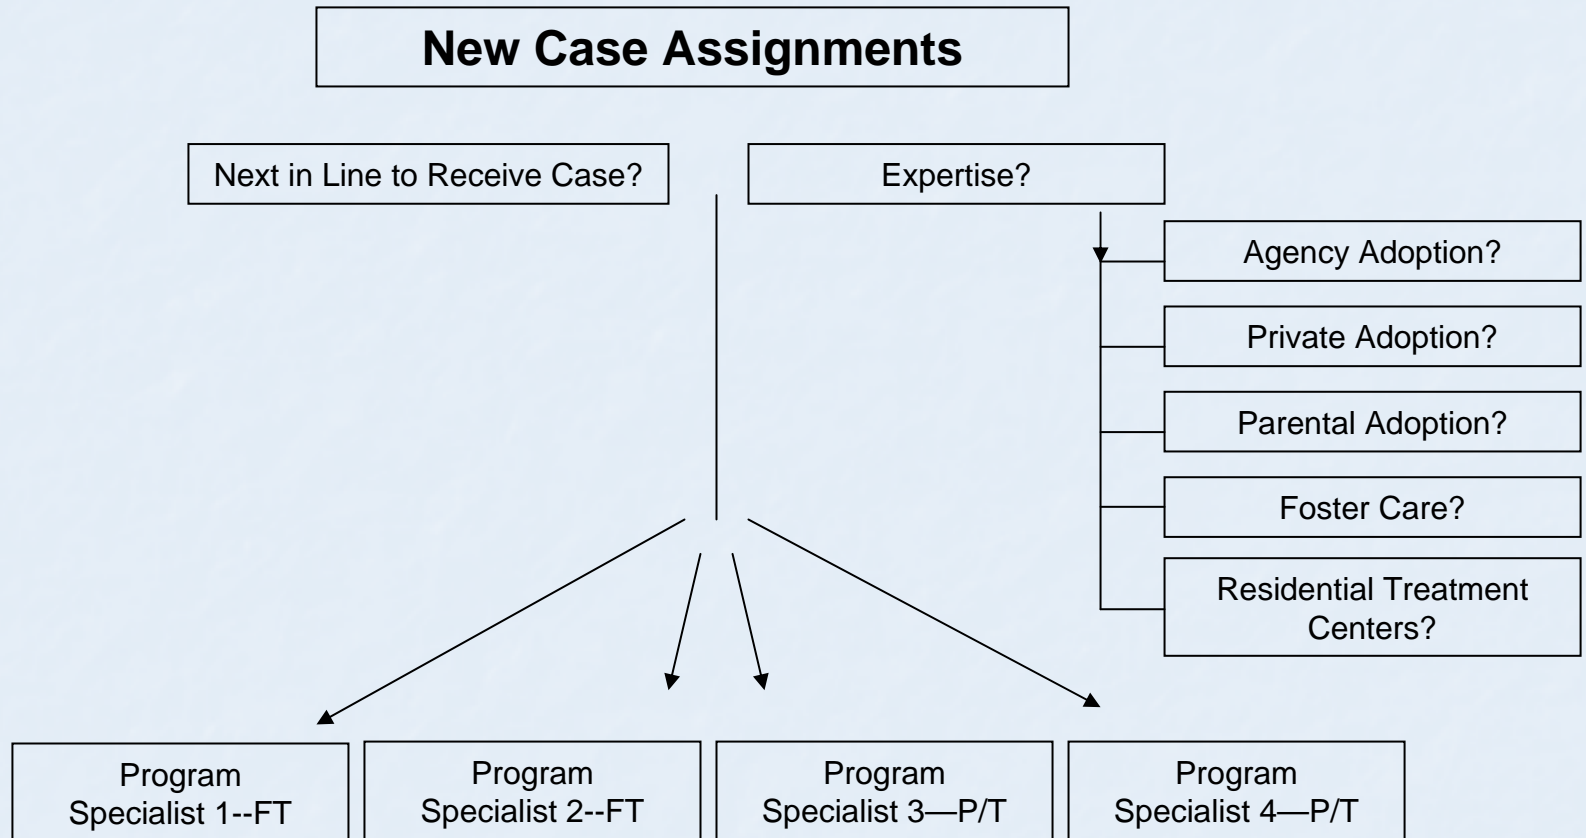 New Case Assignments
Next in Line to Receive Case?
Expertise?
Agency Adoption?
Private Adoption?
Parental Adoption?
Foster Care?
Residential Treatment
Centers?
Program
Specialist 1--FT
Program
Specialist 2--FT
Program
Specialist 3—P/T
Program
Specialist 4—P/T